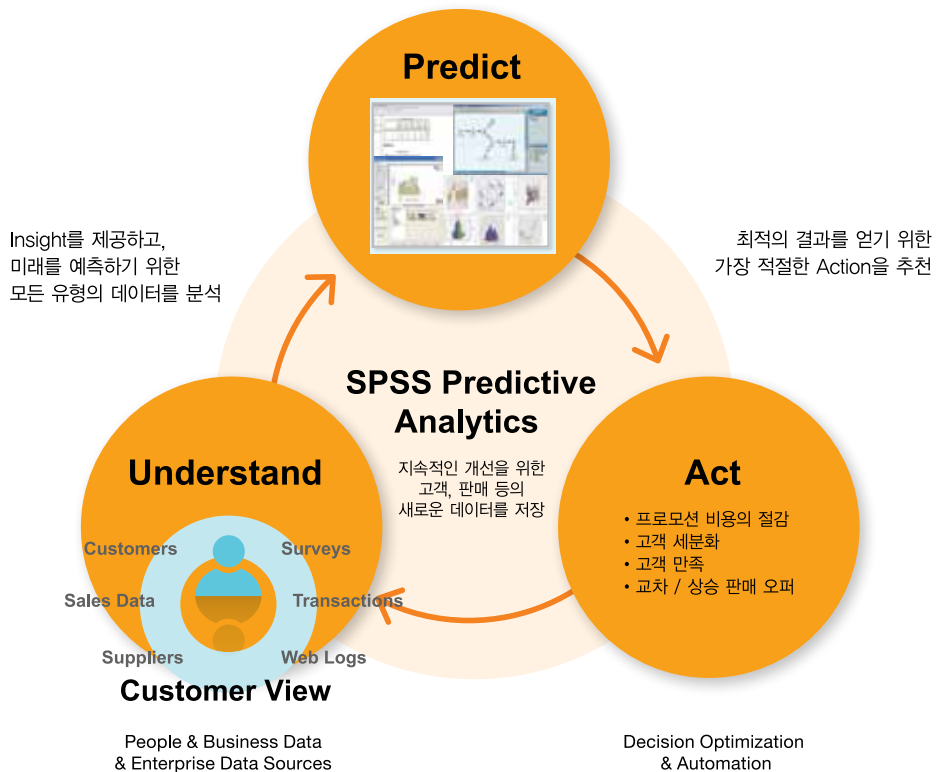 Predict
Insight를 제공하고,
미래를 예측하기 위한
모든 유형의 데이터를 분석
최적의 결과를 얻기 위한
가장 적절한 Action을 추천
SPSS Predictive
Analytics
지속적인 개선을 위한
고객, 판매 등의
새로운 데이터를 저장
Understand
Customers
Surveys
Sales Data
Transactions
Suppliers
Web Logs
Customer View
People & Business Data
& Enterprise Data Sources
Act
• 프로모션 비용의 절감
• 고객 세분화
• 고객 만족
• 교차 / 상승 판매 오퍼
Decision Optimization
& Automation